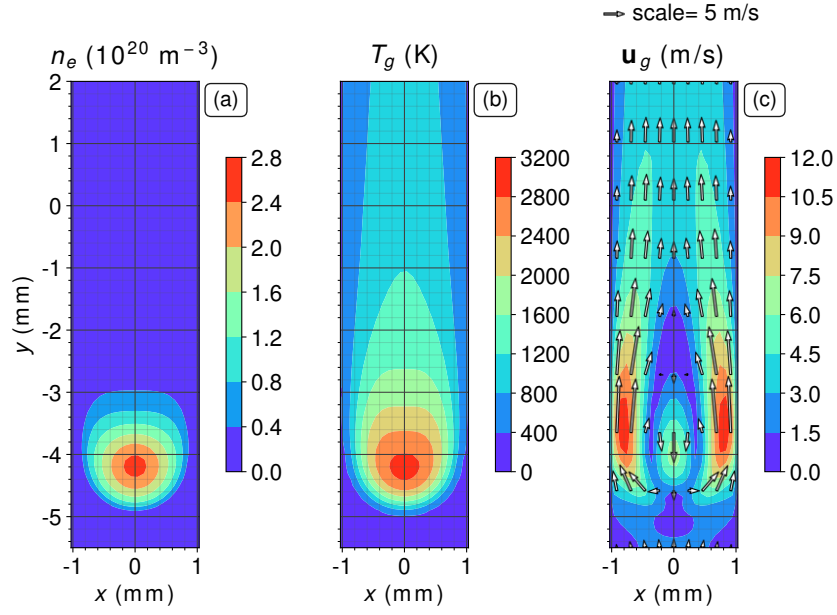 scale= 5 m/s
n_e (10^20 m^−3)
T_g (K)
u_g (m/s)
(a)
(b)
(c)
2
1
0
-1
-2
-3
-4
-5
y (mm)
2.8
2.4
2.0
1.6
1.2
0.8
0.4
0.0
3200
2800
2400
2000
1600
1200
800
400
0
12.0
10.5
9.0
7.5
6.0
4.5
3.0
1.5
0.0
-1 0 1
-1 0 1
-1 0 1
x (mm)
x (mm)
x (mm)